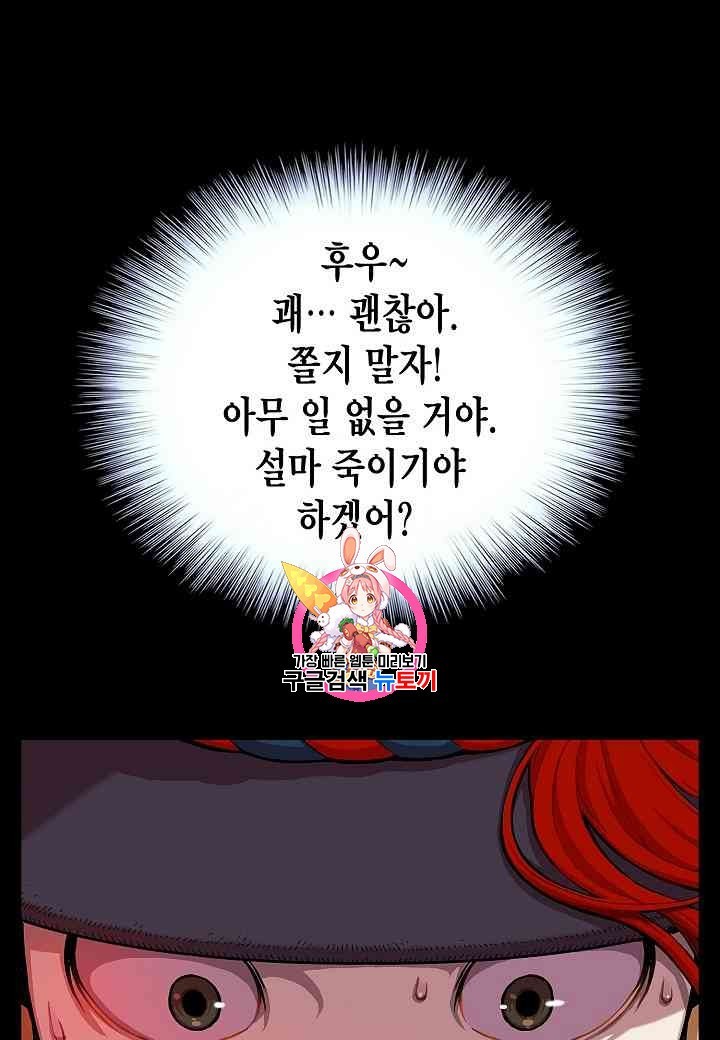 후우~
괘… 괜찮아.
쫄지 말자!
아무 일 없을 거야.
설마 죽이기야
하겠어?
가장 빠른 웹툰 미리보기
구글검색 뉴토끼